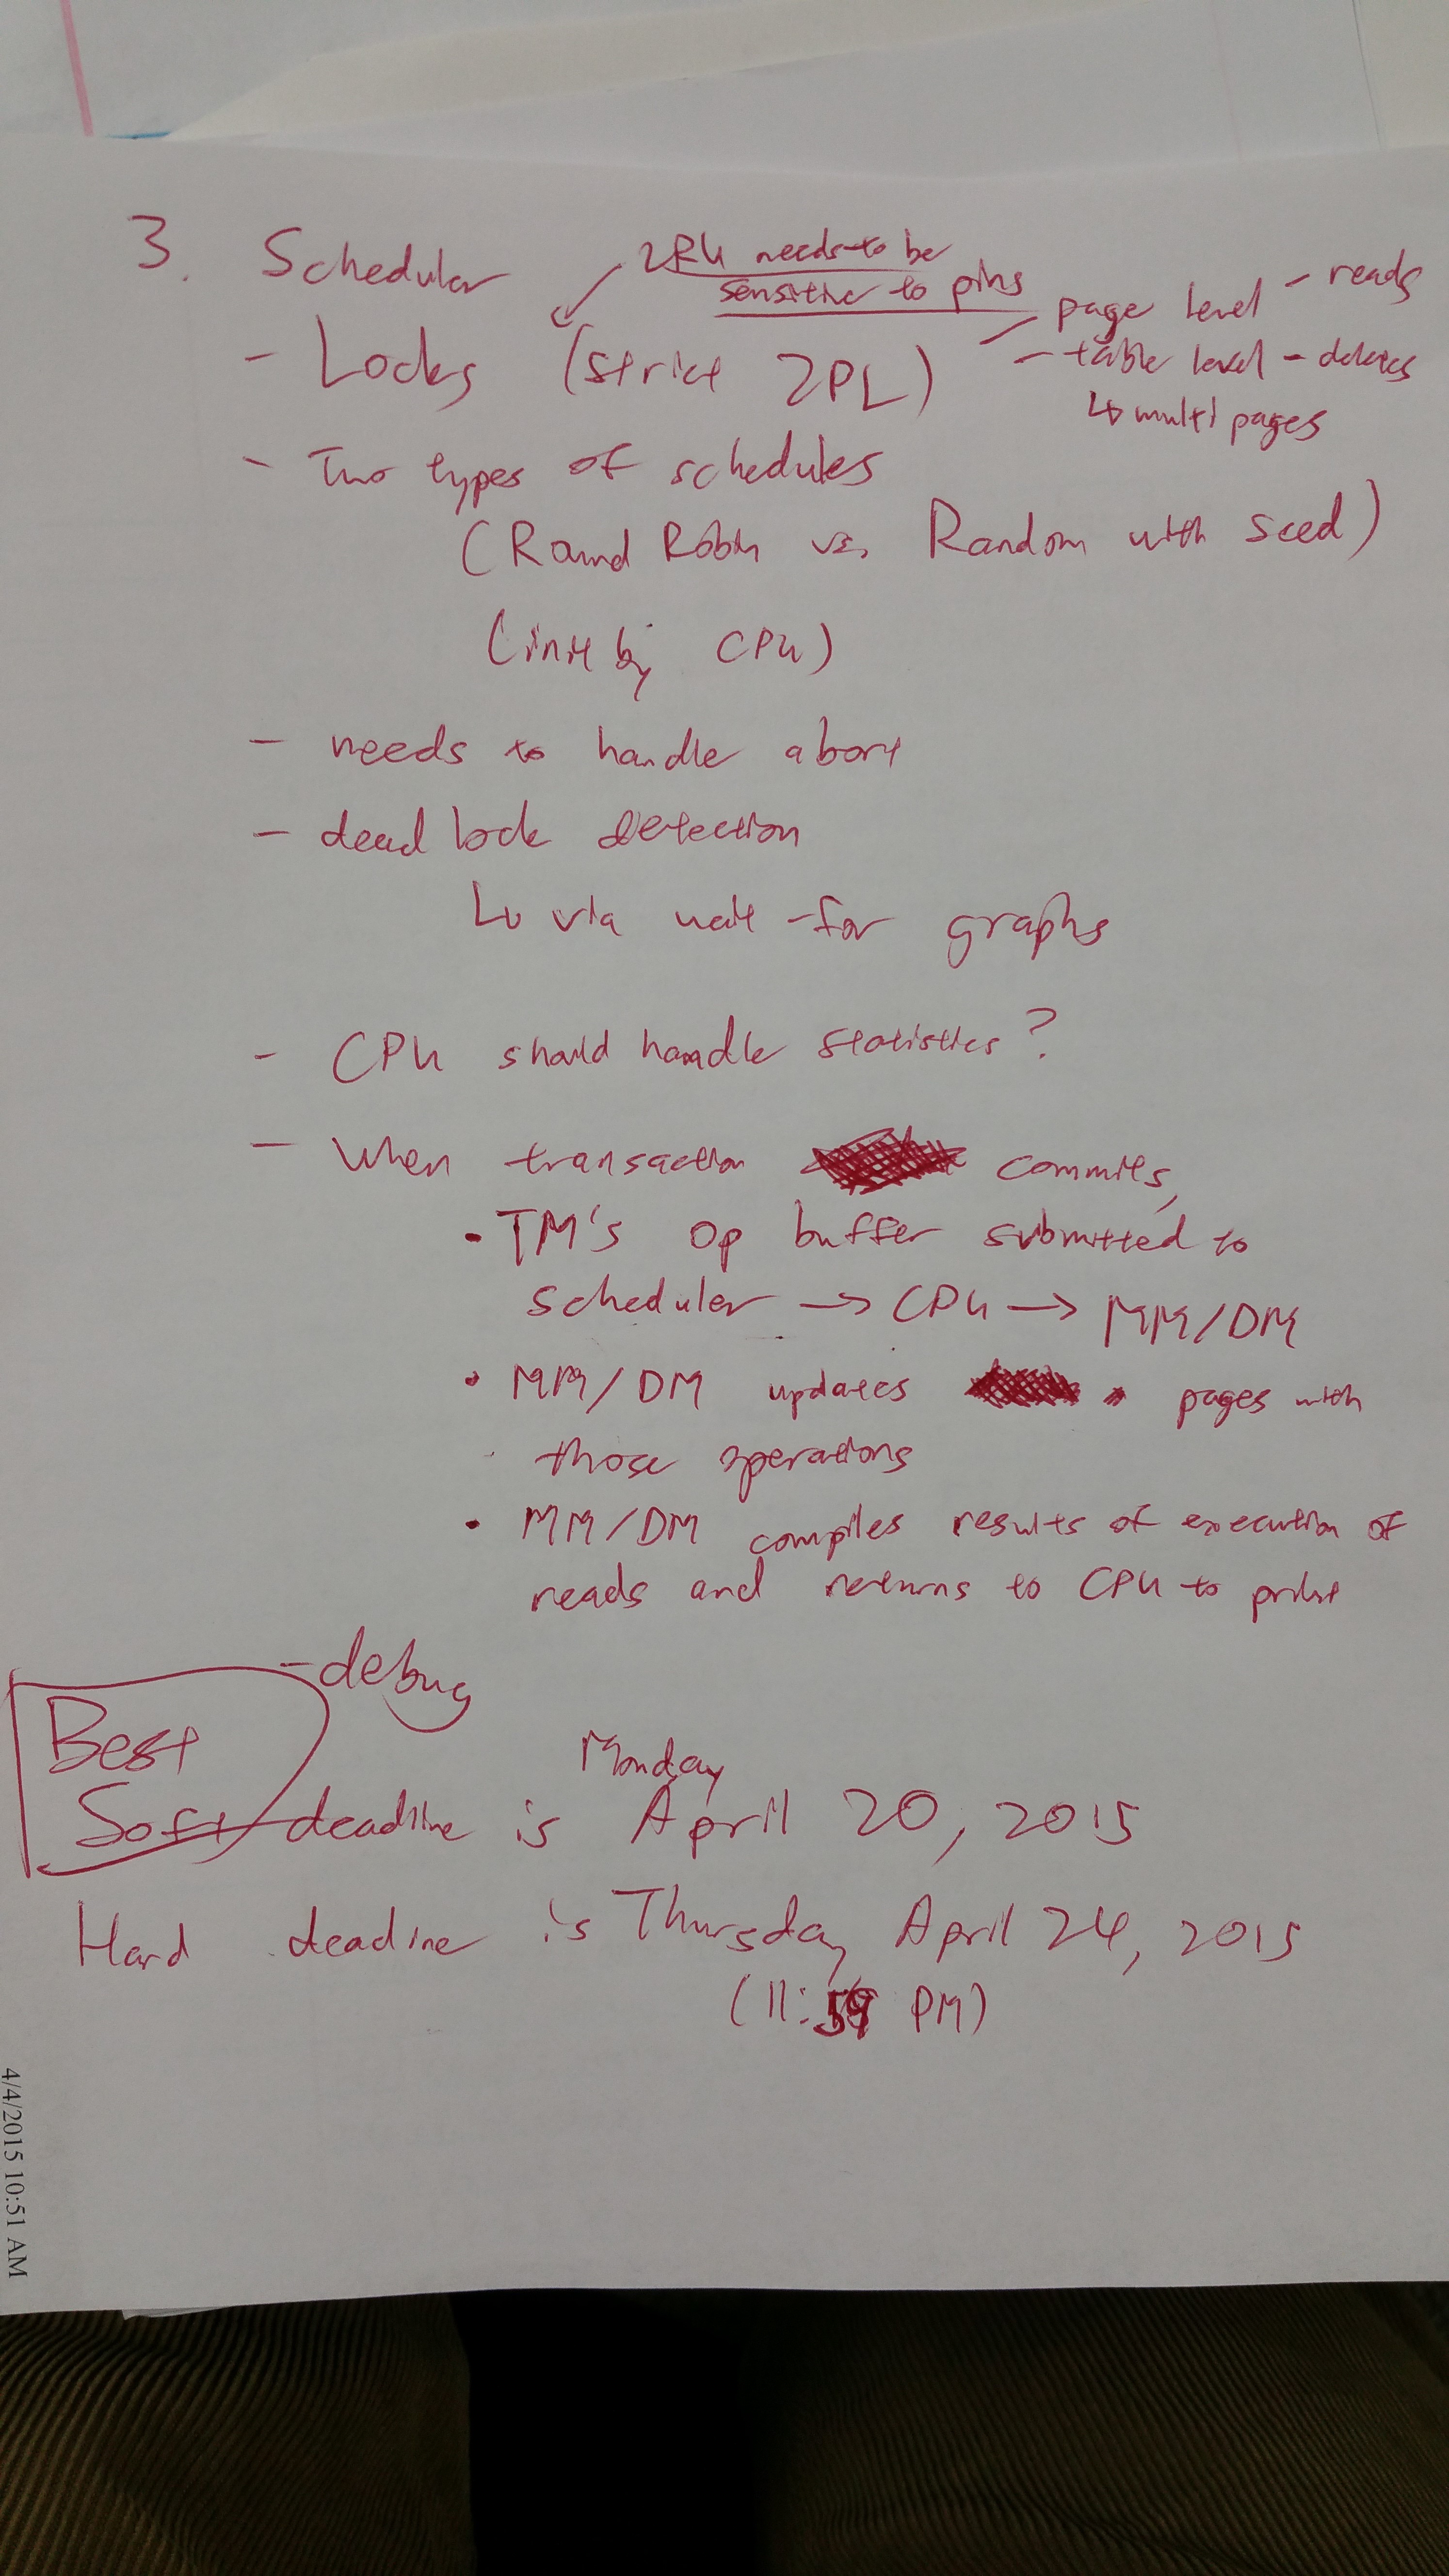 3. Schedular
LRU needs to be
sensitive to pins
- Locks (strict 2PL)
- page level - reads
- table level - deletes
↳ multi pages
- Two types of schedules
(Round Robin vs. Random with seed)
(init by CPU)
- needs to handle abort
- dead lock detection
↳ via wait-for graphs
- CPU should handle statistics?
- When transaction commits,
• TM's op buffer submitted to
scheduler → CPU → MM/DM
• MM/DM updates pages with
those operations
• MM/DM compiles results of execution of
reads and returns to CPU to print
- debug
Best
Monday
Soft deadline is April 20, 2015
Hard deadline is Thursday April 24, 2015
(11:59 PM)
4/4/2015 10:51 AM